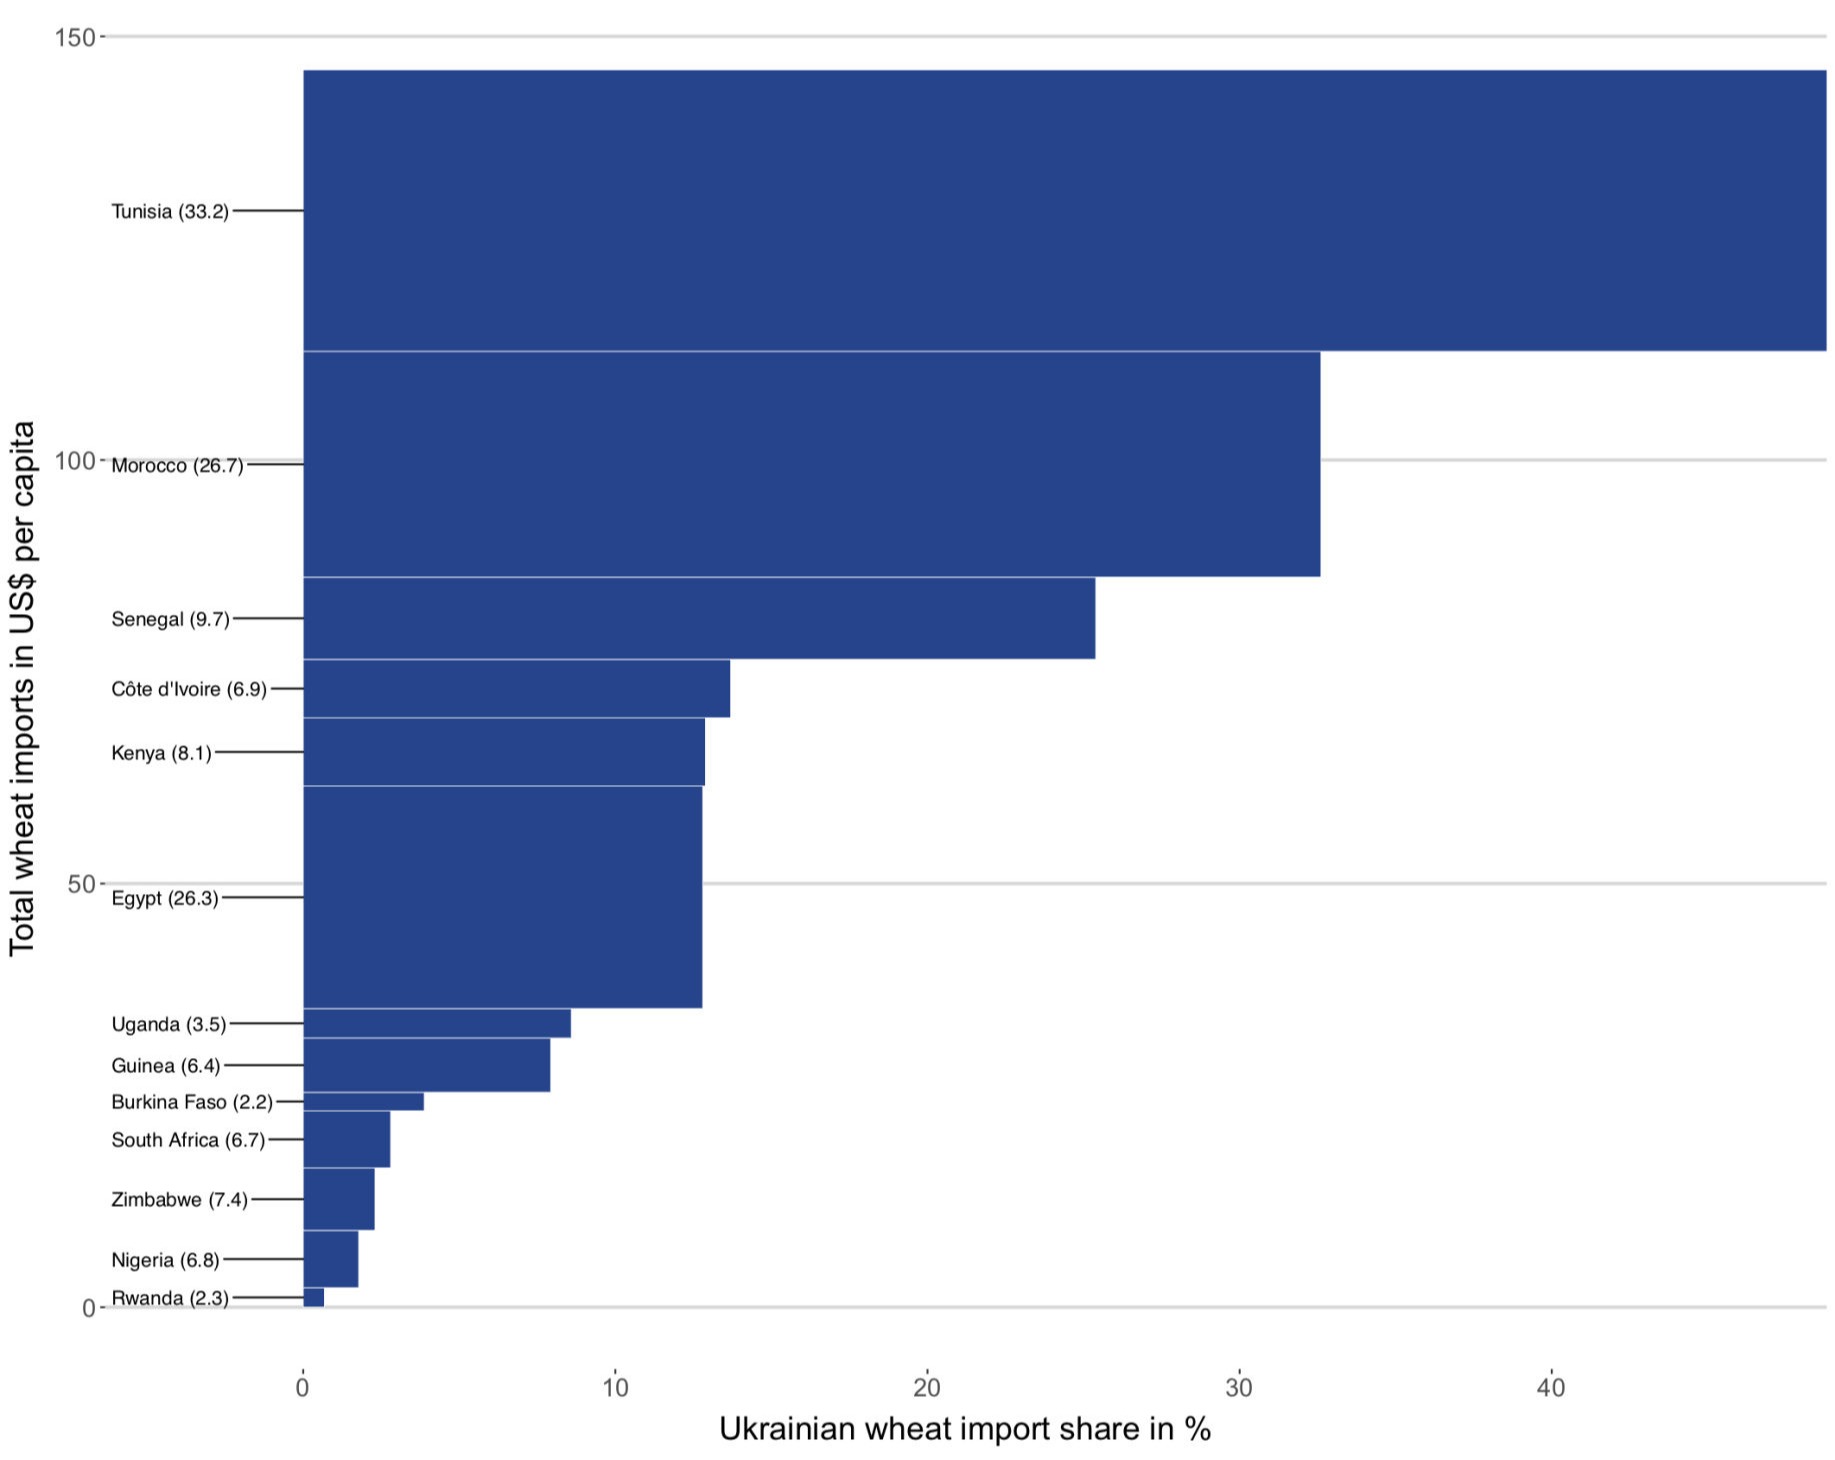 150
Tunisia (33.2)
100
Morocco (26.7)
Senegal (9.7)
Côte d'Ivoire (6.9)
Kenya (8.1)
50
Egypt (26.3)
Uganda (3.5)
Guinea (6.4)
Burkina Faso (2.2)
South Africa (6.7)
Zimbabwe (7.4)
Nigeria (6.8)
Rwanda (2.3)
0
Total wheat imports in US$ per capita
0 10 20 30 40
Ukrainian wheat import share in %